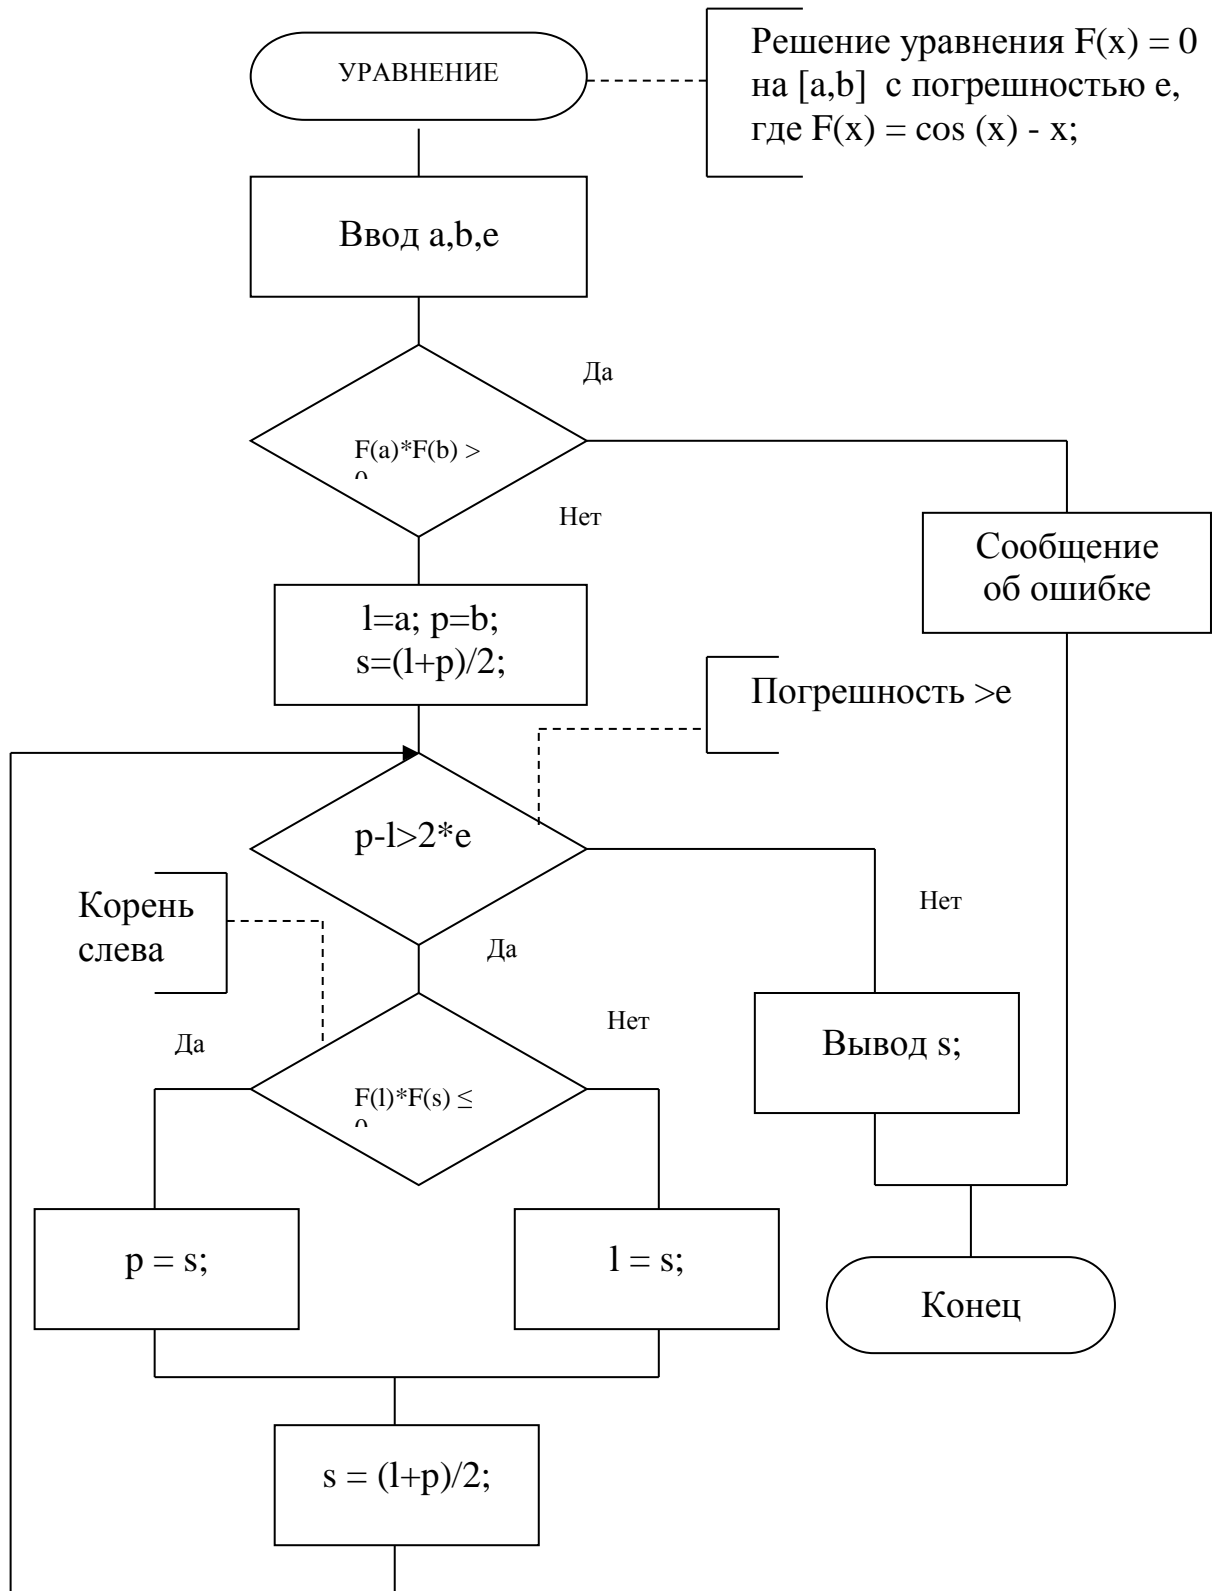 УРАВНЕНИЕ
Решение уравнения F(x) = 0
на [a,b] с погрешностью e,
где F(x) = cos (x) - x;
Ввод a,b,e
Да
F(a)*F(b) >
Нет
Сообщение
об ошибке
l=a; p=b;
s=(l+p)/2;
Погрешность >e
p-l>2*e
Корень
слева
Нет
Да
Вывод s;
Да
Нет
F(l)*F(s) ≤
p = s;
l = s;
Конец
s = (l+p)/2;